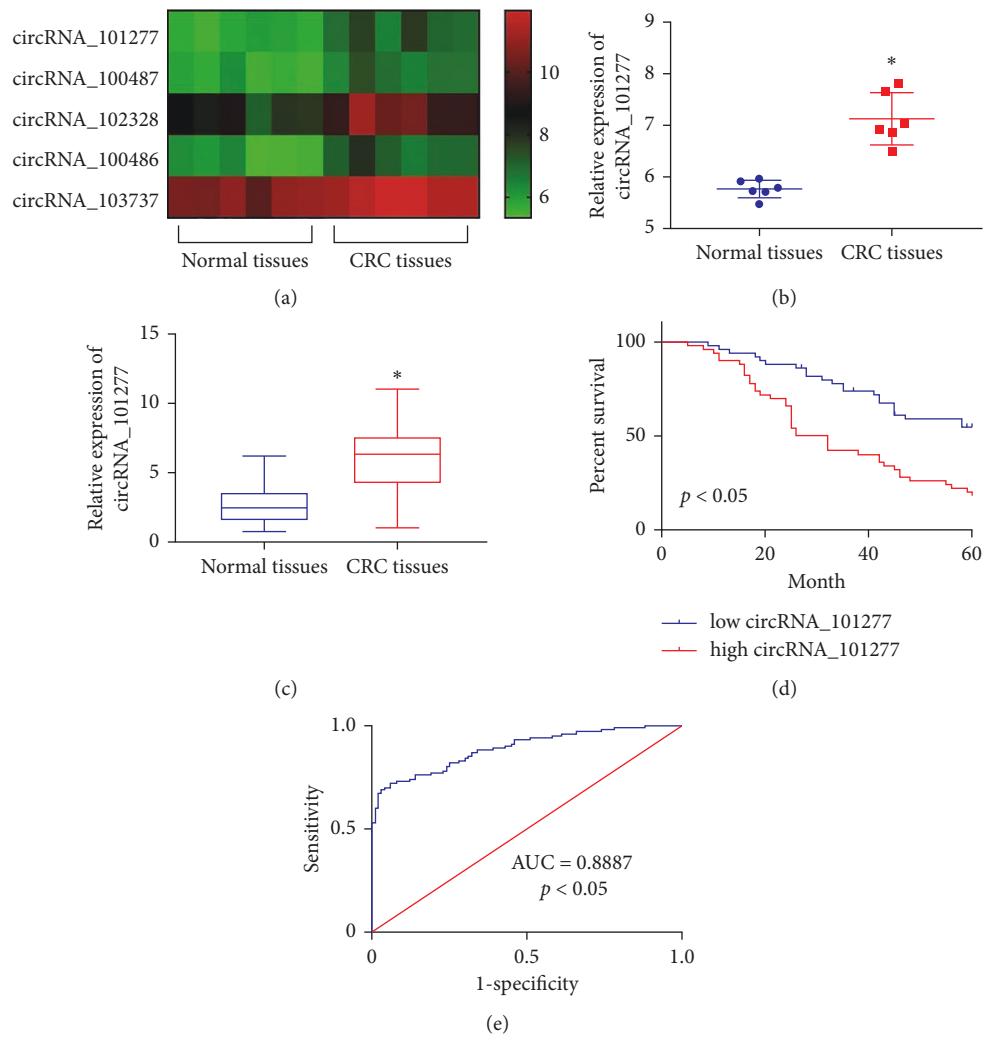 circRNA_101277
circRNA_100487
circRNA_102328
circRNA_100486
circRNA_103737
10
8
6
Normal tissues
CRC tissues
(a)
Relative expression of
circRNA_101277
9
8
7
6
5
*
Normal tissues
CRC tissues
(b)
Relative expression of
circRNA_101277
15
10
5
0
*
Normal tissues
CRC tissues
(c)
Percent survival
100
50
0
p < 0.05
0
20
40
60
Month
low circRNA_101277
high circRNA_101277
(d)
Sensitivity
1.0
0.5
0
AUC = 0.8887
p < 0.05
0
0.5
1.0
1-specificity
(e)